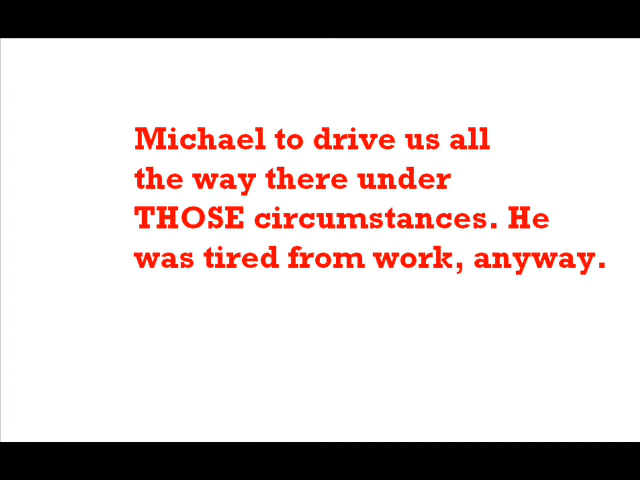 Michael to drive us all
the way there under
THOSE circumstances. He
was tired from work, anyway.